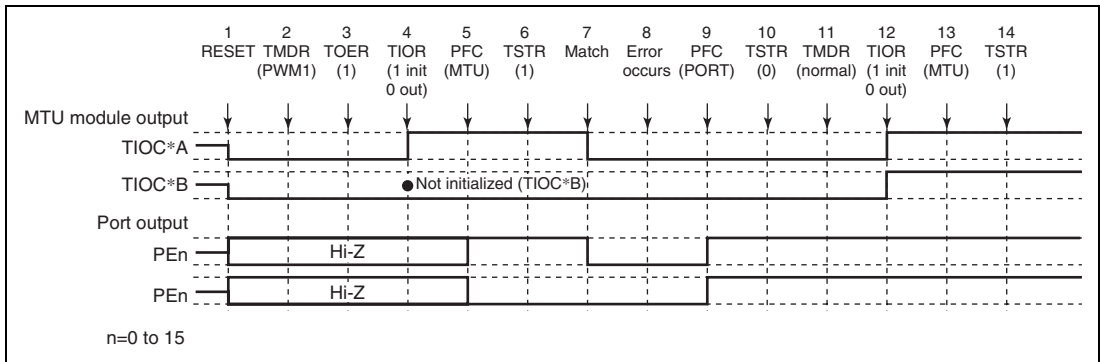 1 2 3 4 5 6 7 8 9 10 11 12 13 14
RESET TMDR TOER TIOR PFC TSTR Match Error PFC TSTR TMDR TIOR PFC TSTR
(PWM1) (1) (1 init (MTU) (1) occurs (PORT) (0) (normal) (1 init (MTU) (1)
0 out) 0 out)
MTU module output
TIOC*A
TIOC*B
Not initialized (TIOC*B)
Port output
PEn
Hi-Z
PEn
Hi-Z
n=0 to 15